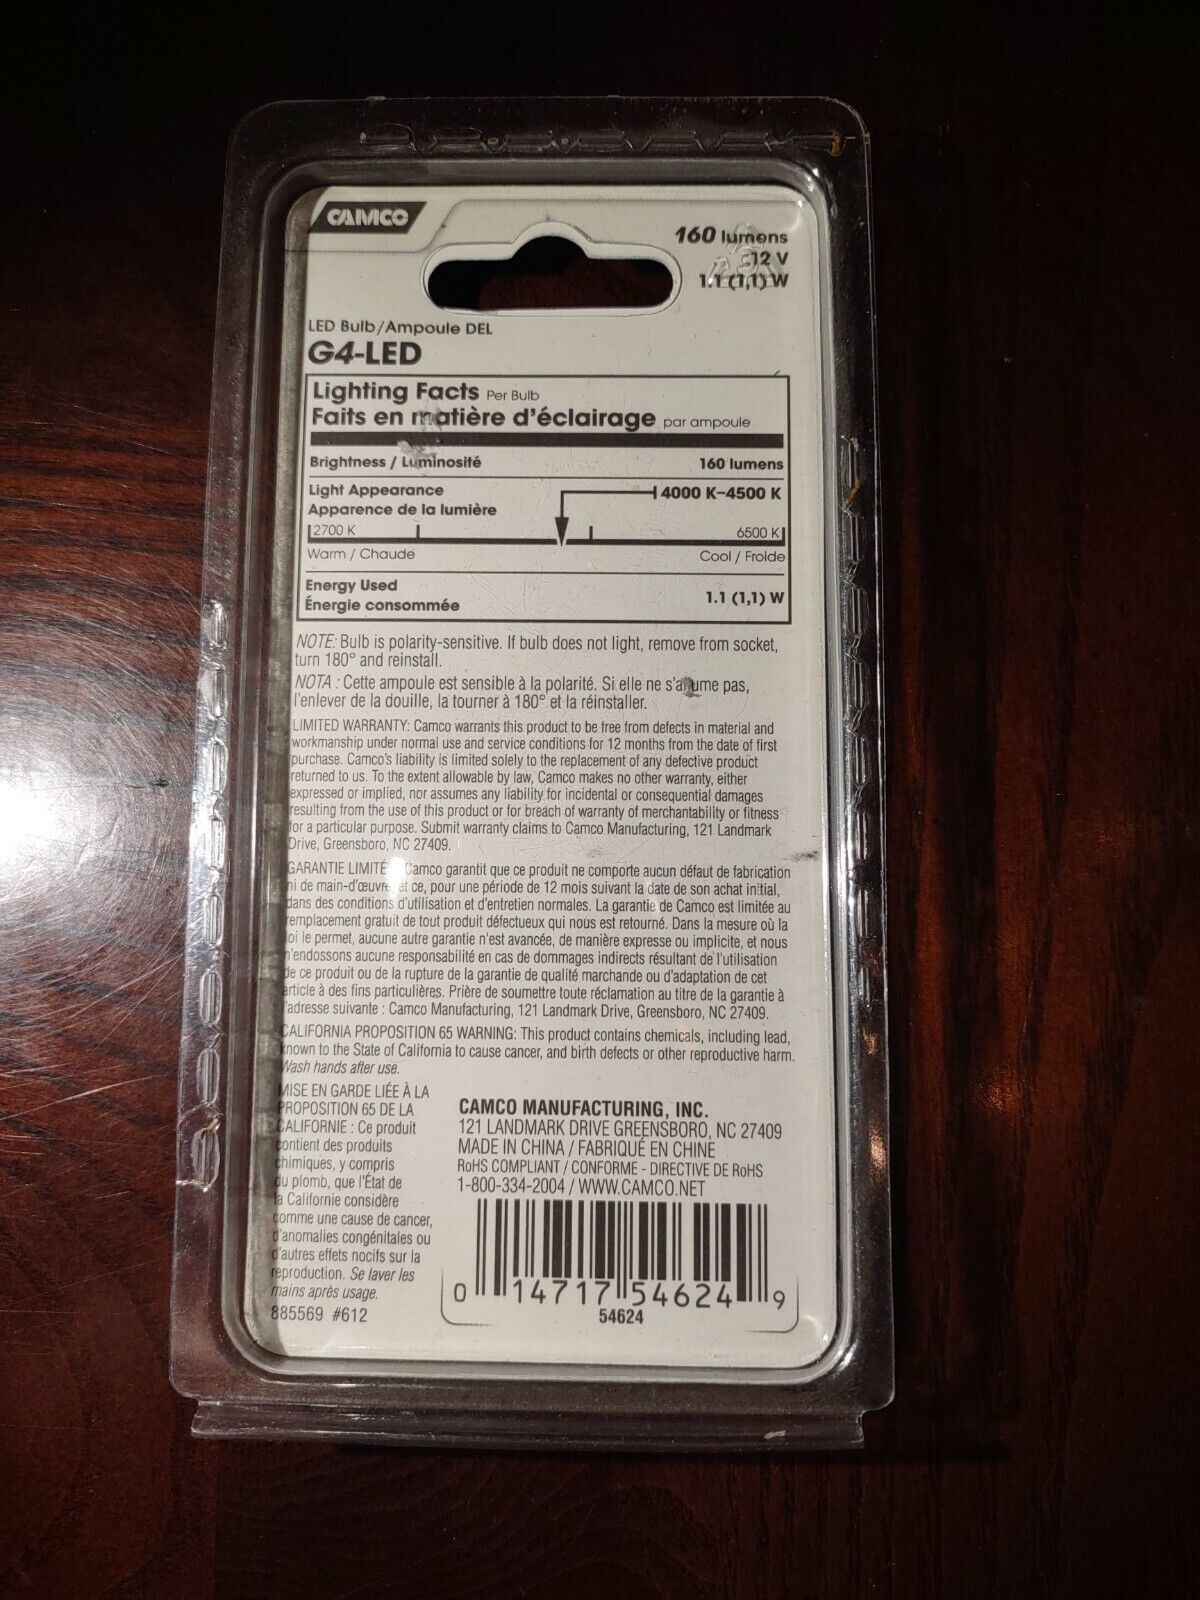 CAMCO
160 lumens
12 V
1.1 (1,1) W
LED Bulb/Ampoule DEL
G4-LED
Lighting Facts Per Bulb
Faits en matière d'éclairage par ampoule
Brightness / Luminosité 160 lumens
Light Appearance 4000 K–4500 K
Apparence de la lumière
2700 K 6500 K
Warm / Chaude Cool / Froide
Energy Used
Énergie consommée 1.1 (1,1) W
NOTE: Bulb is polarity-sensitive. If bulb does not light, remove from socket,
turn 180° and reinstall.
NOTA : Cette ampoule est sensible à la polarité. Si elle ne s'allume pas,
l'enlever de la douille, la tourner à 180° et la réinstaller.
LIMITED WARRANTY: Camco warrants this product to be free from defects in material and
workmanship under normal use and service conditions for 12 months from the date of first
purchase. Camco's liability is limited solely to the replacement of any defective product
returned to us. To the extent allowable by law, Camco makes no other warranty, either
expressed or implied, nor assumes any liability for incidental or consequential damages
resulting from the use of this product or for breach of warranty of merchantability or fitness
for a particular purpose. Submit warranty claims to Camco Manufacturing, 121 Landmark
Drive, Greensboro, NC 27409.
GARANTIE LIMITÉE Camco garantit que ce produit ne comporte aucun défaut de fabrication
ni de main-d'œuvre et ce, pour une période de 12 mois suivant la date de son achat initial,
dans des conditions d'utilisation et d'entretien normales. La garantie de Camco est limitée au
remplacement gratuit de tout produit défectueux qui nous est retourné. Dans la mesure où la
loi le permet, aucune autre garantie n'est avancée, de manière expresse ou implicite, et nous
n'endossons aucune responsabilité en cas de dommages indirects résultant de l'utilisation
de ce produit ou de la rupture de la garantie de qualité marchande ou d'adaptation de cet
article à des fins particulières. Prière de soumettre toute réclamation au titre de la garantie à
l'adresse suivante : Camco Manufacturing, 121 Landmark Drive, Greensboro, NC 27409.
CALIFORNIA PROPOSITION 65 WARNING: This product contains chemicals, including lead,
known to the State of California to cause cancer, and birth defects or other reproductive harm.
Wash hands after use.
MISE EN GARDE LIÉE À LA
PROPOSITION 65 DE LA
CALIFORNIE : Ce produit
contient des produits
chimiques, y compris
du plomb, que l'État de
la Californie considère
comme une cause de cancer,
d'anomalies congénitales ou
d'autres effets nocifs sur la
reproduction. Se laver les
mains après usage.
885569 #612
CAMCO MANUFACTURING, INC.
121 LANDMARK DRIVE GREENSBORO, NC 27409
MADE IN CHINA / FABRIQUÉ EN CHINE
RoHS COMPLIANT / CONFORME - DIRECTIVE DE RoHS
1-800-334-2004 / WWW.CAMCO.NET
0 14717 54624 9
54624